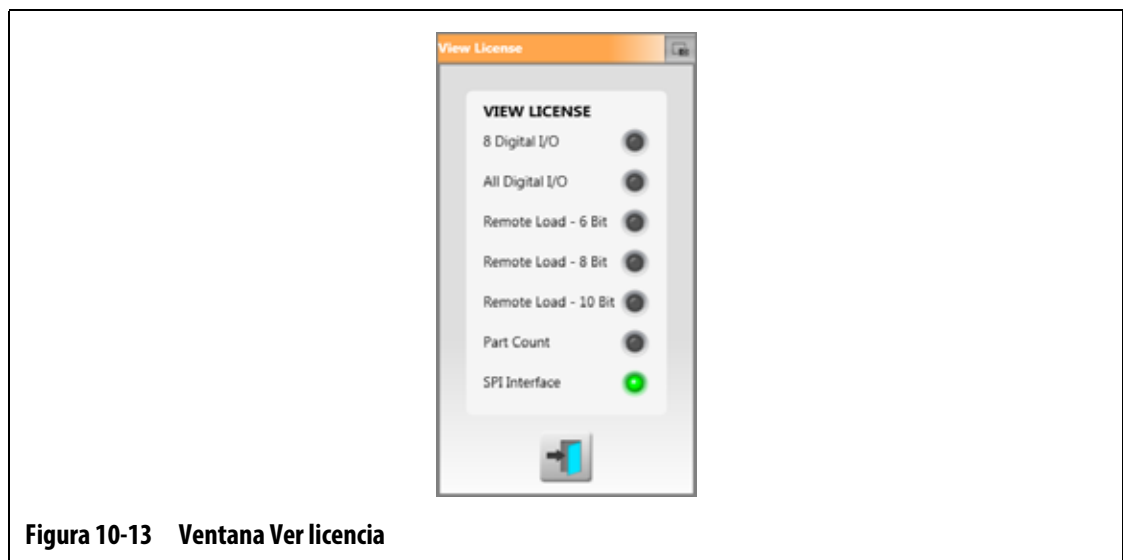 View License
VIEW LICENSE
8 Digital I/O
All Digital I/O
Remote Load - 6 Bit
Remote Load - 8 Bit
Remote Load - 10 Bit
Part Count
SPI Interface
Figura 10-13 Ventana Ver licencia